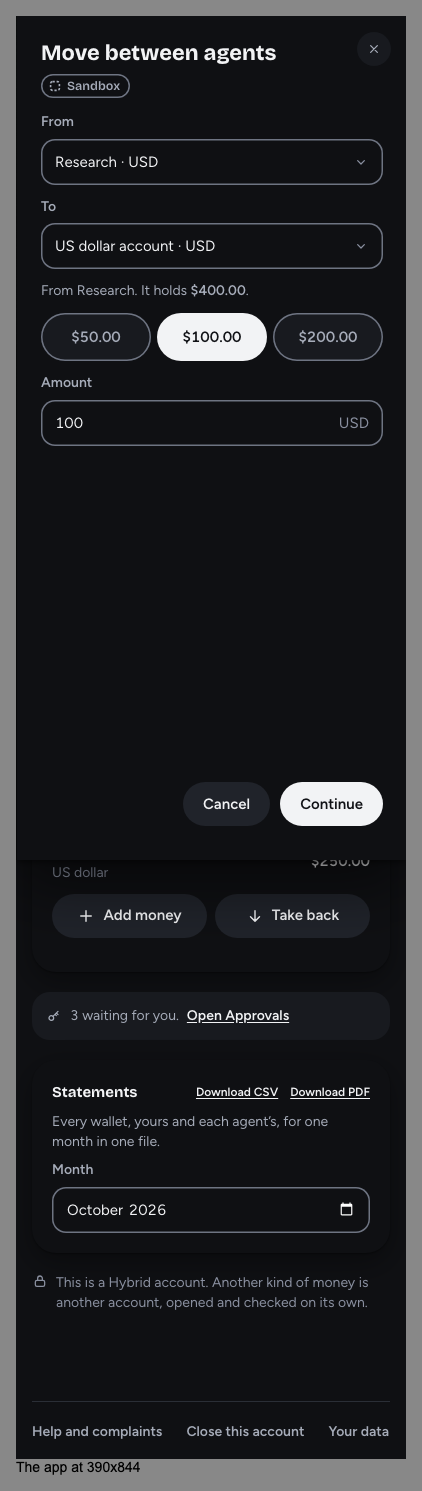 Move between agents
Sandbox
From
Research · USD
To
US dollar account · USD
From Research. It holds $400.00.
$50.00 $100.00 $200.00
Amount
100 USD
Cancel Continue
$250.00
US dollar
Add money Take back
3 waiting for you. Open Approvals
Statements Download CSV Download PDF
Every wallet, yours and each agent’s, for one
month in one file.
Month
October 2026
This is a Hybrid account. Another kind of money is
another account, opened and checked on its own.
Help and complaints Close this account Your data
The app at 390x844